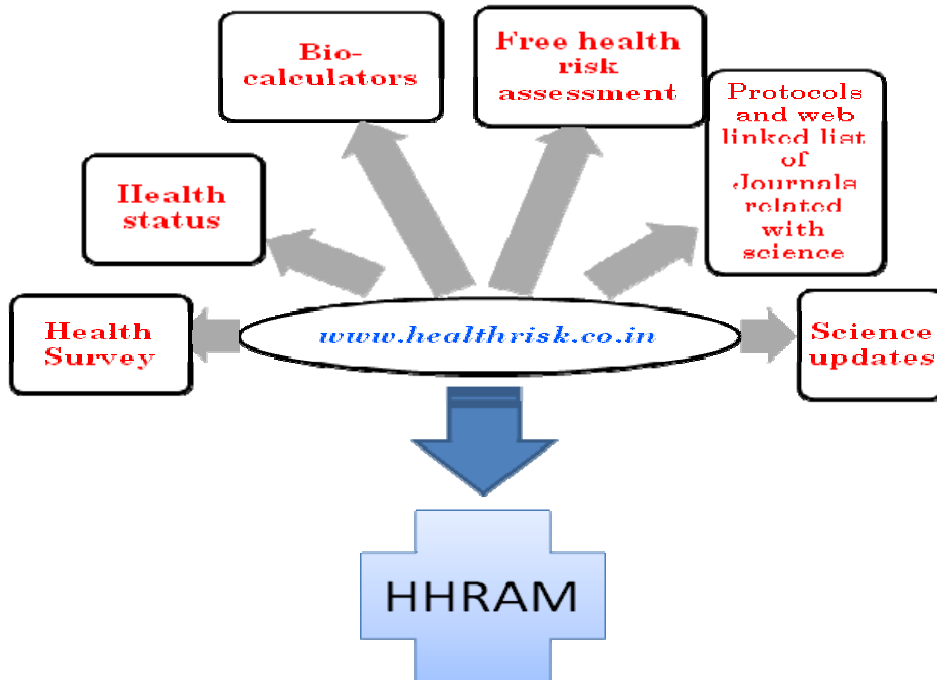 Bio-
calculators
Free health
risk
assessment
Protocols
and web
linked list
of
Journals
related
with
science
Health
status
Health
Survey
www.healthrisk.co.in
Science
updates
HHRAM